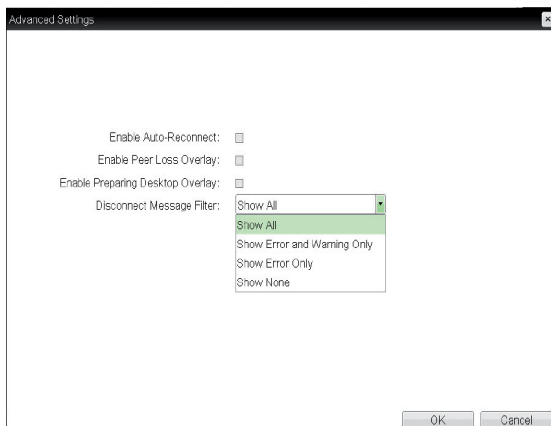 Advanced Settings
Enable Auto-Reconnect:
Enable Peer Loss Overlay:
Enable Preparing Desktop Overlay:
Disconnect Message Filter: Show All
Show All
Show Error and Warning Only
Show Error Only
Show None
OK Cancel